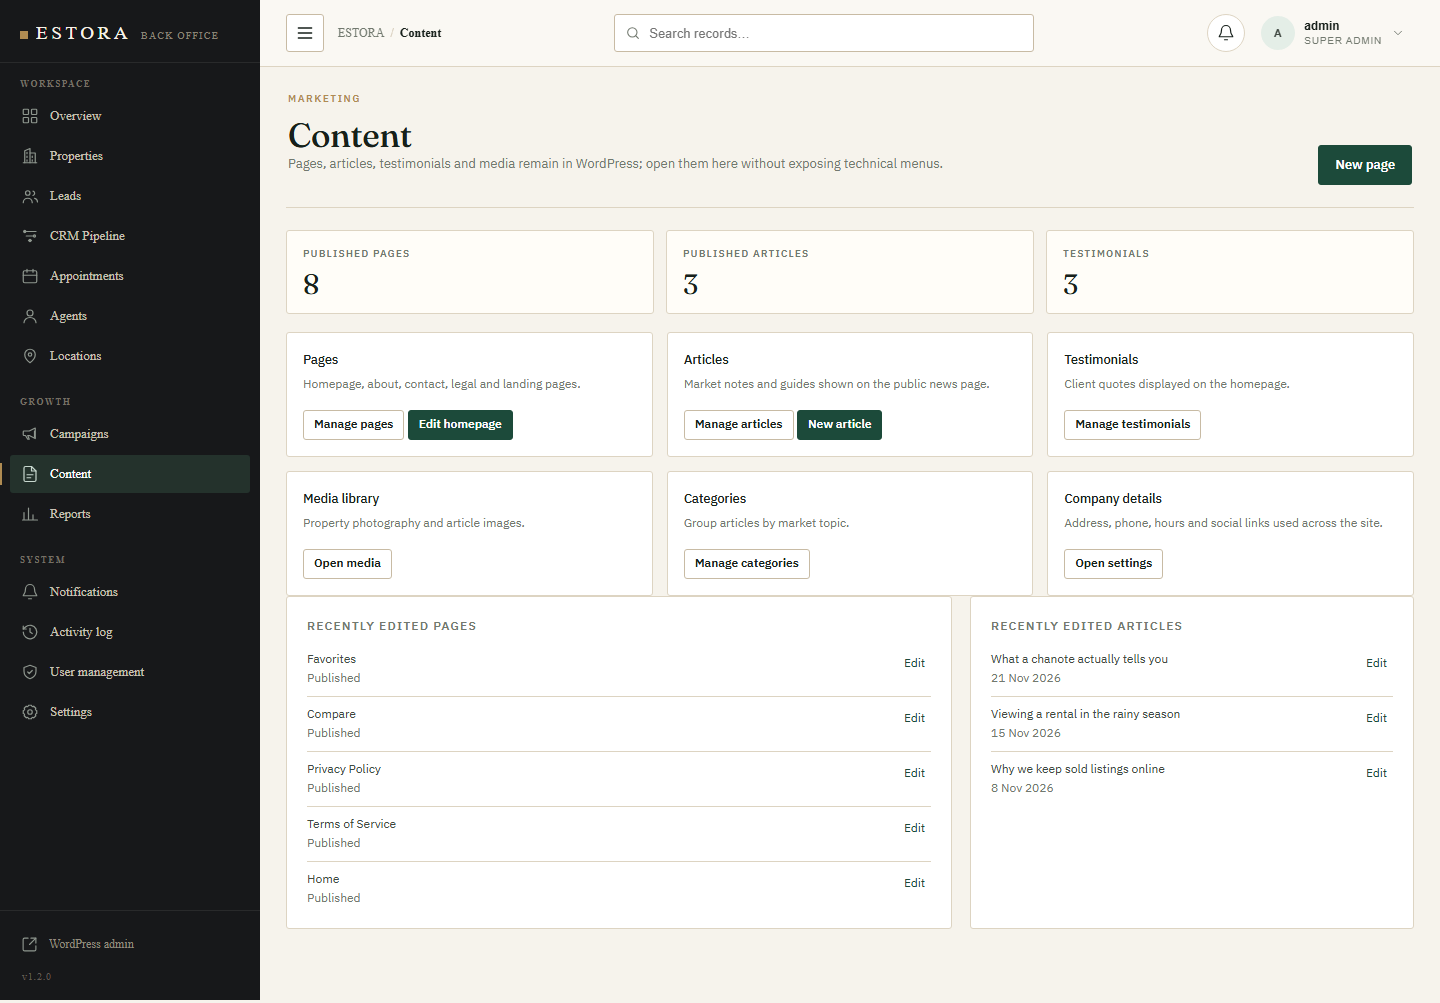 ESTORA BACK OFFICE
WORKSPACE
Overview
Properties
Leads
CRM Pipeline
Appointments
Agents
Locations
GROWTH
Campaigns
Content
Reports
SYSTEM
Notifications
Activity log
User management
Settings
WordPress admin
v1.2.0
ESTORA / Content
Search records...
A
admin
SUPER ADMIN
MARKETING
Content
Pages, articles, testimonials and media remain in WordPress; open them here without exposing technical menus.
New page
PUBLISHED PAGES
8
PUBLISHED ARTICLES
3
TESTIMONIALS
3
Pages
Homepage, about, contact, legal and landing pages.
Manage pages Edit homepage
Articles
Market notes and guides shown on the public news page.
Manage articles New article
Testimonials
Client quotes displayed on the homepage.
Manage testimonials
Media library
Property photography and article images.
Open media
Categories
Group articles by market topic.
Manage categories
Company details
Address, phone, hours and social links used across the site.
Open settings
RECENTLY EDITED PAGES
Favorites
Published
Edit
Compare
Published
Edit
Privacy Policy
Published
Edit
Terms of Service
Published
Edit
Home
Published
Edit
RECENTLY EDITED ARTICLES
What a chanote actually tells you
21 Nov 2026
Edit
Viewing a rental in the rainy season
15 Nov 2026
Edit
Why we keep sold listings online
8 Nov 2026
Edit